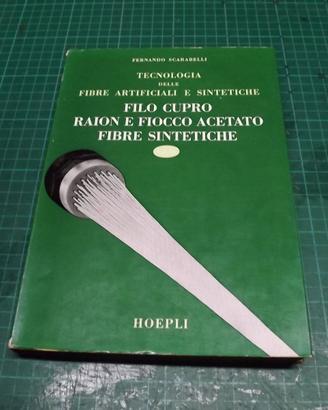 FERNANDO SCARABELLI
TECNOLOGIA
DELLE
FIBRE ARTIFICIALI E SINTETICHE
FILO CUPRO
RAION E FIOCCO ACETATO
FIBRE SINTETICHE
HOEPLI